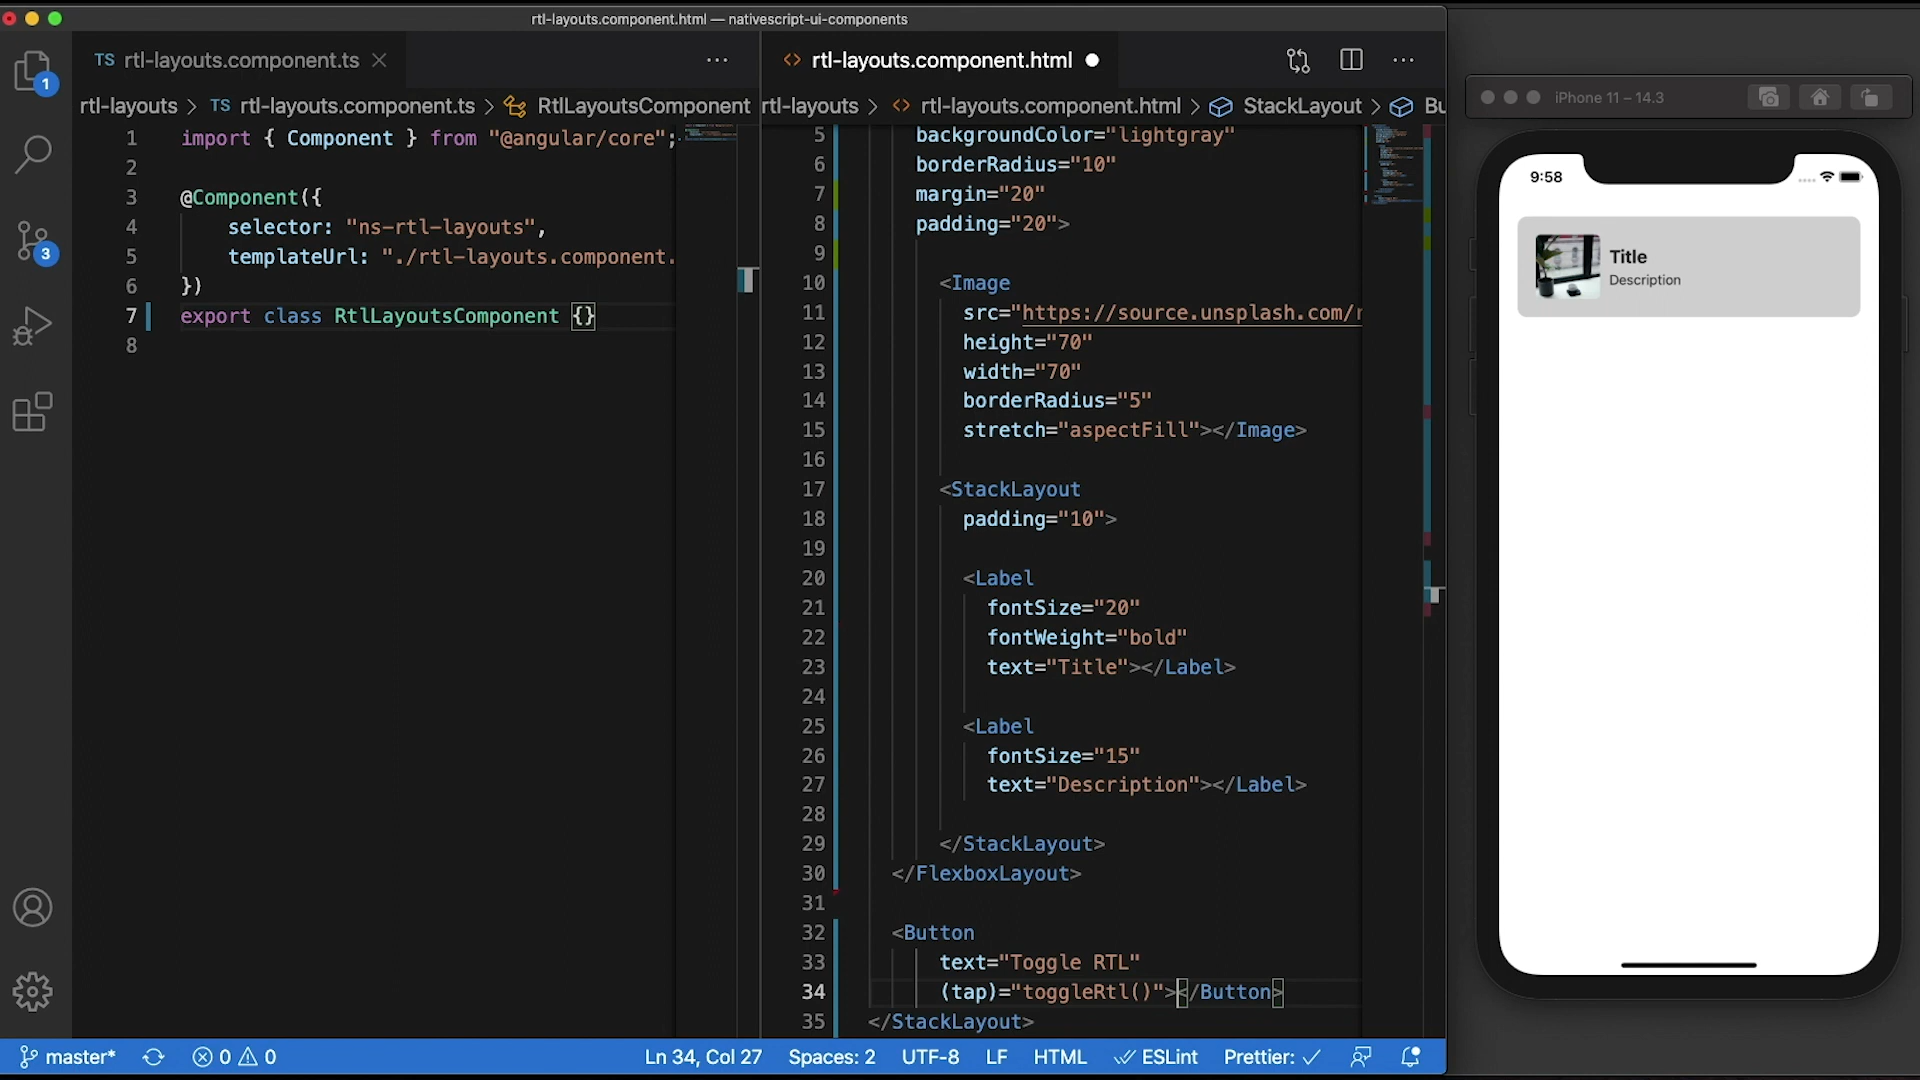 rtl-layouts.component.html — nativescript-ui-components
TS rtl-layouts.component.ts
rtl-layouts > TS rtl-layouts.component.ts > RtlLayoutsComponent
1 import { Component } from "@angular/core";
2
3 @Component({
4 selector: "ns-rtl-layouts",
5 templateUrl: "./rtl-layouts.component.
6 })
7 export class RtlLayoutsComponent {}
8
<> rtl-layouts.component.html
rtl-layouts > <> rtl-layouts.component.html > StackLayout > Bu
5 backgroundColor="lightgray"
6 borderRadius="10"
7 margin="20"
8 padding="20">
9
10 <Image
11 src="https://source.unsplash.com/r
12 height="70"
13 width="70"
14 borderRadius="5"
15 stretch="aspectFill"></Image>
16
17 <StackLayout
18 padding="10">
19
20 <Label
21 fontSize="20"
22 fontWeight="bold"
23 text="Title"></Label>
24
25 <Label
26 fontSize="15"
27 text="Description"></Label>
28
29 </StackLayout>
30 </FlexboxLayout>
31
32 <Button
33 text="Toggle RTL"
34 (tap)="toggleRtl()"></Button>
35 </StackLayout>
1
3
iPhone 11 – 14.3
9:58
Title
Description
master* 0 0 Ln 34, Col 27 Spaces: 2 UTF-8 LF HTML ESLint Prettier: ✓